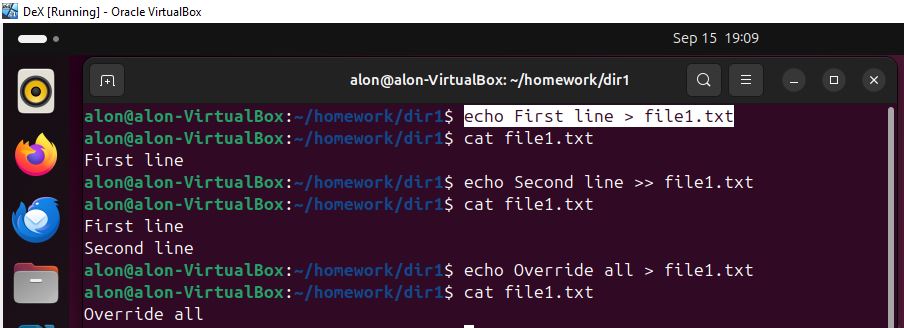 DeX [Running] - Oracle VirtualBox
Sep 15 19:09
alon@alon-VirtualBox: ~/homework/dir1
alon@alon-VirtualBox:~/homework/dir1$ echo First line > file1.txt
alon@alon-VirtualBox:~/homework/dir1$ cat file1.txt
First line
alon@alon-VirtualBox:~/homework/dir1$ echo Second line >> file1.txt
alon@alon-VirtualBox:~/homework/dir1$ cat file1.txt
First line
Second line
alon@alon-VirtualBox:~/homework/dir1$ echo Override all > file1.txt
alon@alon-VirtualBox:~/homework/dir1$ cat file1.txt
Override all